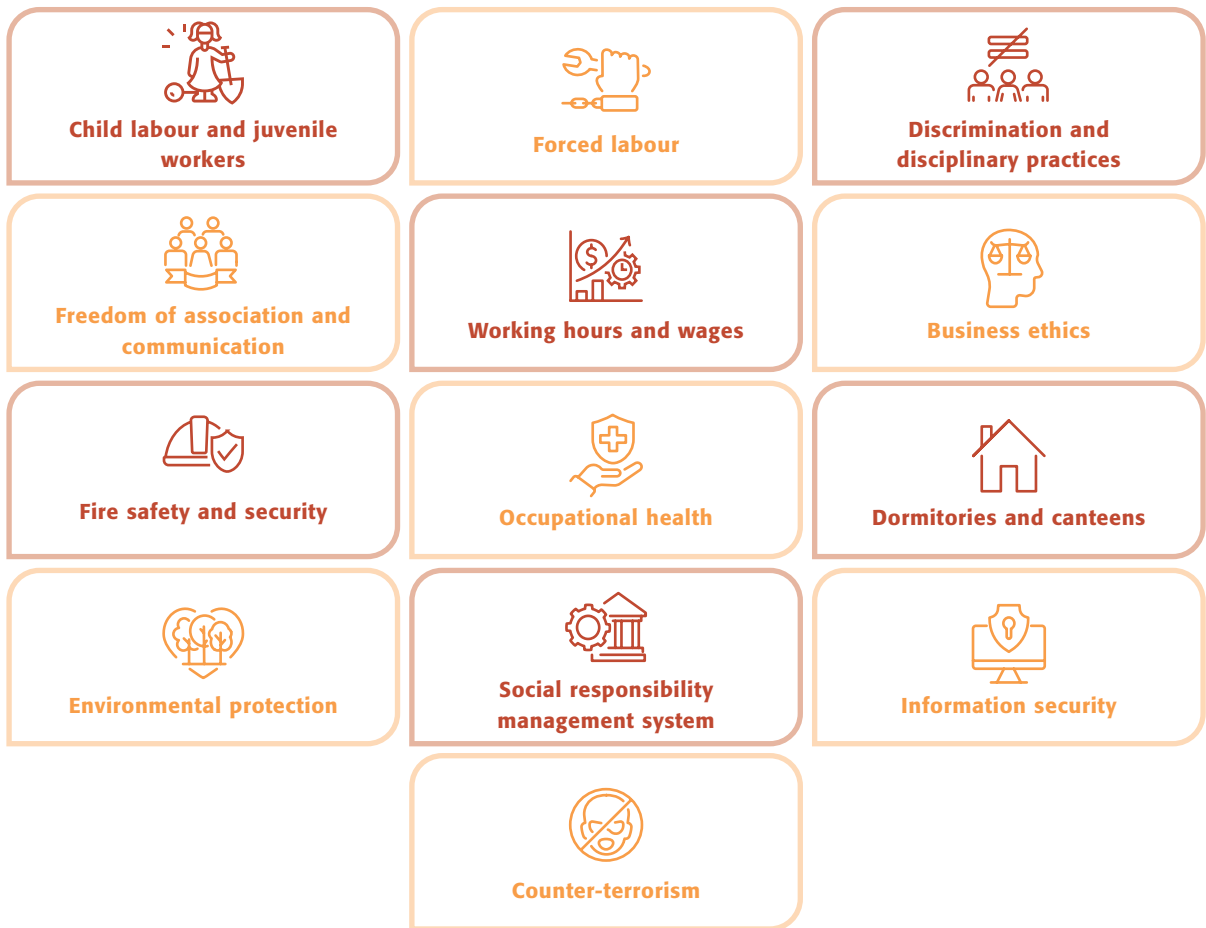 Child labour and juvenile
workers
Forced labour
Discrimination and
disciplinary practices
Freedom of association and
communication
Working hours and wages
Business ethics
Fire safety and security
Occupational health
Dormitories and canteens
Environmental protection
Social responsibility
management system
Information security
Counter-terrorism